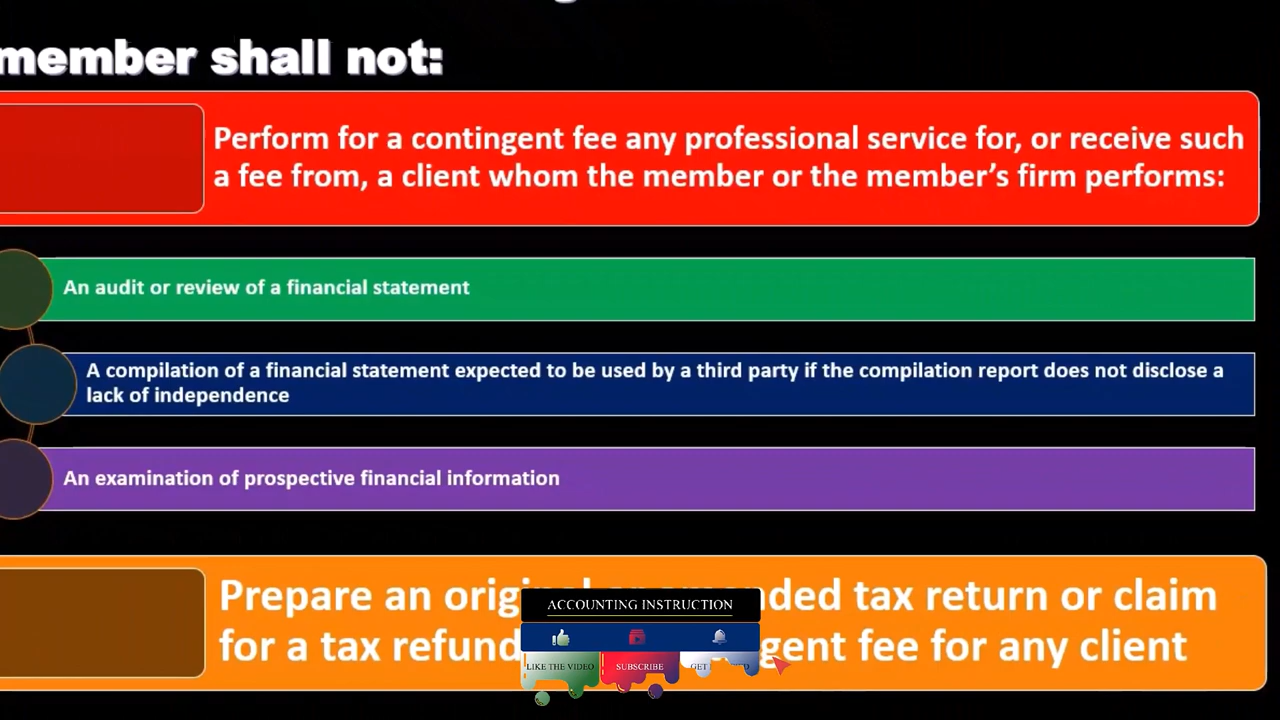 member shall not:
Perform for a contingent fee any professional service for, or receive such
a fee from, a client whom the member or the member's firm performs:
An audit or review of a financial statement
A compilation of a financial statement expected to be used by a third party if the compilation report does not disclose a
lack of independence
An examination of prospective financial information
Prepare an tax return or claim
for a tax refund fee for any client
ACCOUNTING INSTRUCTION
LIKE THE VIDEO SUBSCRIBE